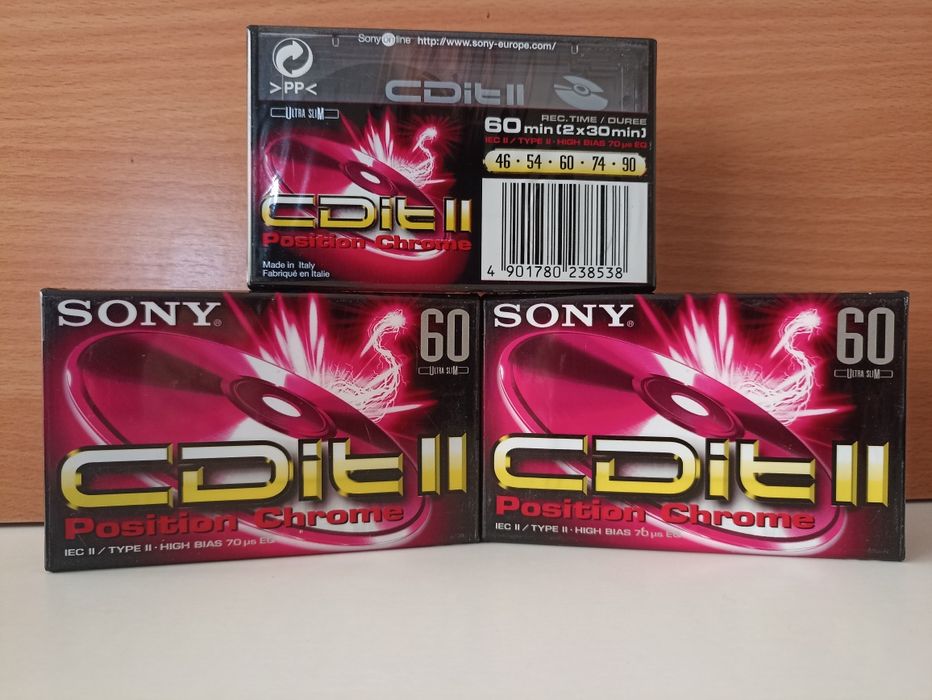 Sony on line http://www.sony-europe.com/
>PP<
CDit II
ULTRA SLIM
REC.TIME / DUREE
60 min (2x30min)
IEC II / TYPE II · HIGH BIAS 70 µs EQ
46 · 54 · 60 · 74 · 90
CDit II
Position Chrome
Made in Italy
Fabriqué en Italie
4 901780 238538
SONY®
60
ULTRA SLIM
CDit II
Position Chrome
IEC II / TYPE II · HIGH BIAS 70 µs EQ
SONY®
60
ULTRA SLIM
CDit II
Position Chrome
IEC II / TYPE II · HIGH BIAS 70 µs EQ